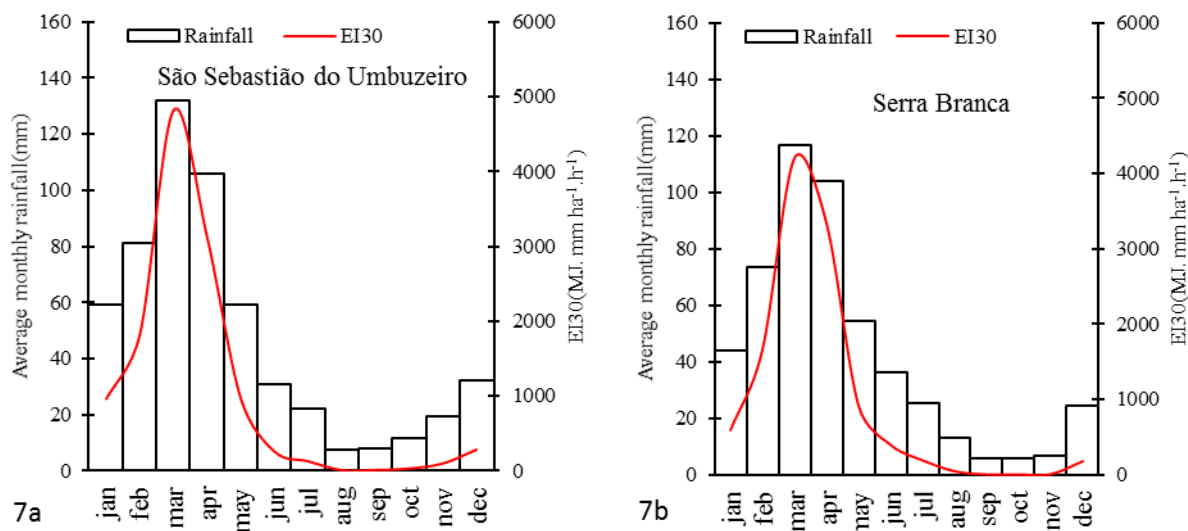 Rainfall EI30
São Sebastião do Umbuzeiro
Average monthly rainfall(mm)
160
140
120
100
80
60
40
20
0
6000
5000
4000
3000
2000
1000
0
EI30(MJ. mm ha-1.h-1)
jan feb mar apr may jun jul aug sep oct nov dec
7a
Rainfall EI30
Serra Branca
Average monthly rainfall(mm)
160
140
120
100
80
60
40
20
0
6000
5000
4000
3000
2000
1000
0
EI30(MJ. mm ha-1.h-1)
jan feb mar apr may jun jul aug sep oct nov dec
7b